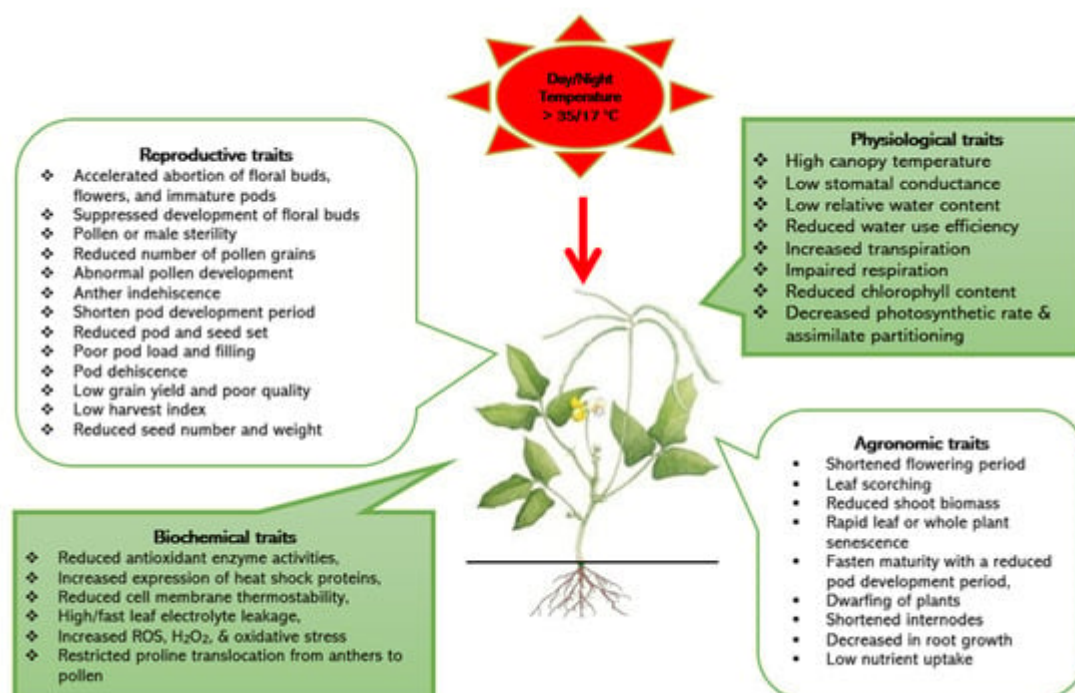 Day/Night
Temperature
> 35/17 °C
Reproductive traits
❖ Accelerated abortion of floral buds,
flowers, and immature pods
❖ Suppressed development of floral buds
❖ Pollen or male sterility
❖ Reduced number of pollen grains
❖ Abnormal pollen development
❖ Anther indehiscence
❖ Shorten pod development period
❖ Reduced pod and seed set
❖ Poor pod load and filling
❖ Pod dehiscence
❖ Low grain yield and poor quality
❖ Low harvest index
❖ Reduced seed number and weight
Physiological traits
❖ High canopy temperature
❖ Low stomatal conductance
❖ Low relative water content
❖ Reduced water use efficiency
❖ Increased transpiration
❖ Impaired respiration
❖ Reduced chlorophyll content
❖ Decreased photosynthetic rate &
assimilate partitioning
Biochemical traits
❖ Reduced antioxidant enzyme activities,
❖ Increased expression of heat shock proteins,
❖ Reduced cell membrane thermostability,
❖ High/fast leaf electrolyte leakage,
❖ Increased ROS, H₂O₂, & oxidative stress
❖ Restricted proline translocation from anthers to
pollen
Agronomic traits
▪ Shortened flowering period
▪ Leaf scorching
▪ Reduced shoot biomass
▪ Rapid leaf or whole plant
senescence
▪ Fasten maturity with a reduced
pod development period,
▪ Dwarfing of plants
▪ Shortened internodes
▪ Decreased in root growth
▪ Low nutrient uptake